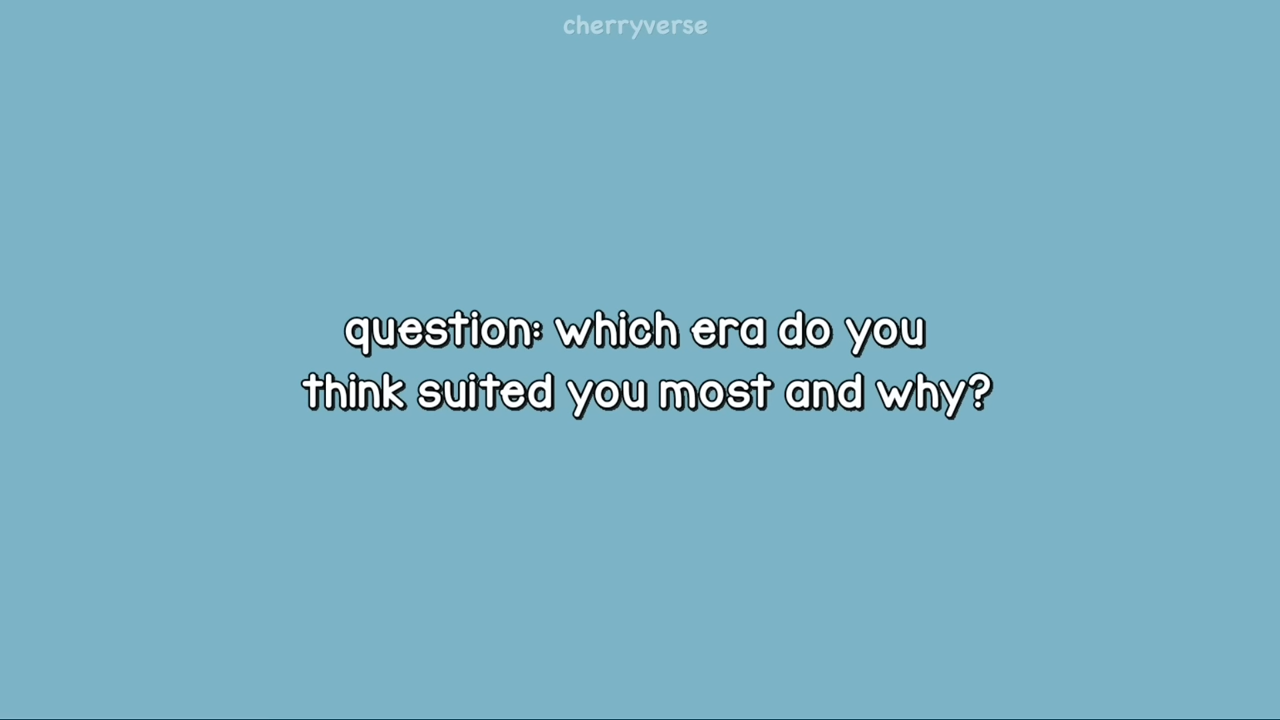 cherryverse
question: which era do you
think suited you most and why?